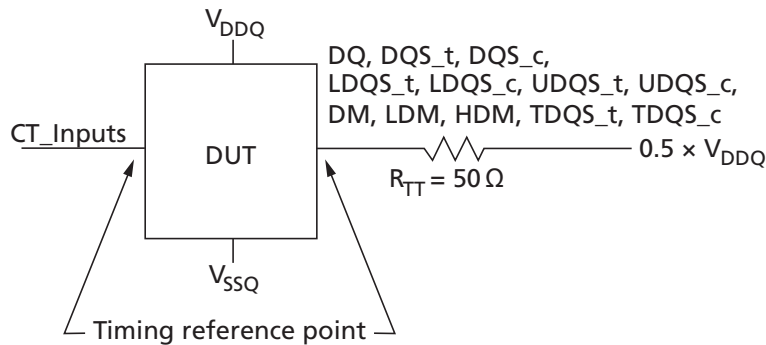 V_DDQ
DQ, DQS_t, DQS_c,
LDQS_t, LDQS_c, UDQS_t, UDQS_c,
DM, LDM, HDM, TDQS_t, TDQS_c
CT_Inputs
DUT
0.5 × V_DDQ
R_TT = 50 Ω
V_SSQ
Timing reference point